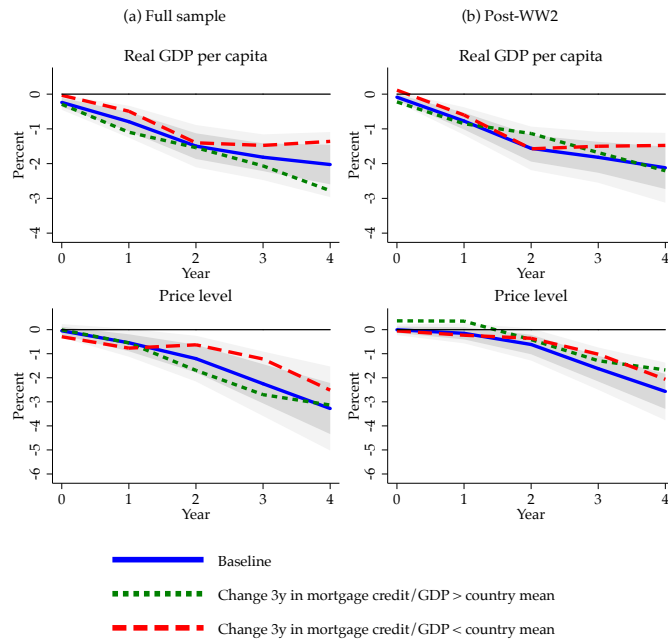 (a) Full sample
(b) Post-WW2
Real GDP per capita
Real GDP per capita
Percent
0
-1
-2
-3
-4
0 1 2 3 4
Year
Percent
0
-1
-2
-3
-4
0 1 2 3 4
Year
Price level
Price level
Percent
0
-1
-2
-3
-4
-5
-6
0 1 2 3 4
Year
Percent
0
-1
-2
-3
-4
-5
-6
0 1 2 3 4
Year
Baseline
Change 3y in mortgage credit/GDP > country mean
Change 3y in mortgage credit/GDP < country mean